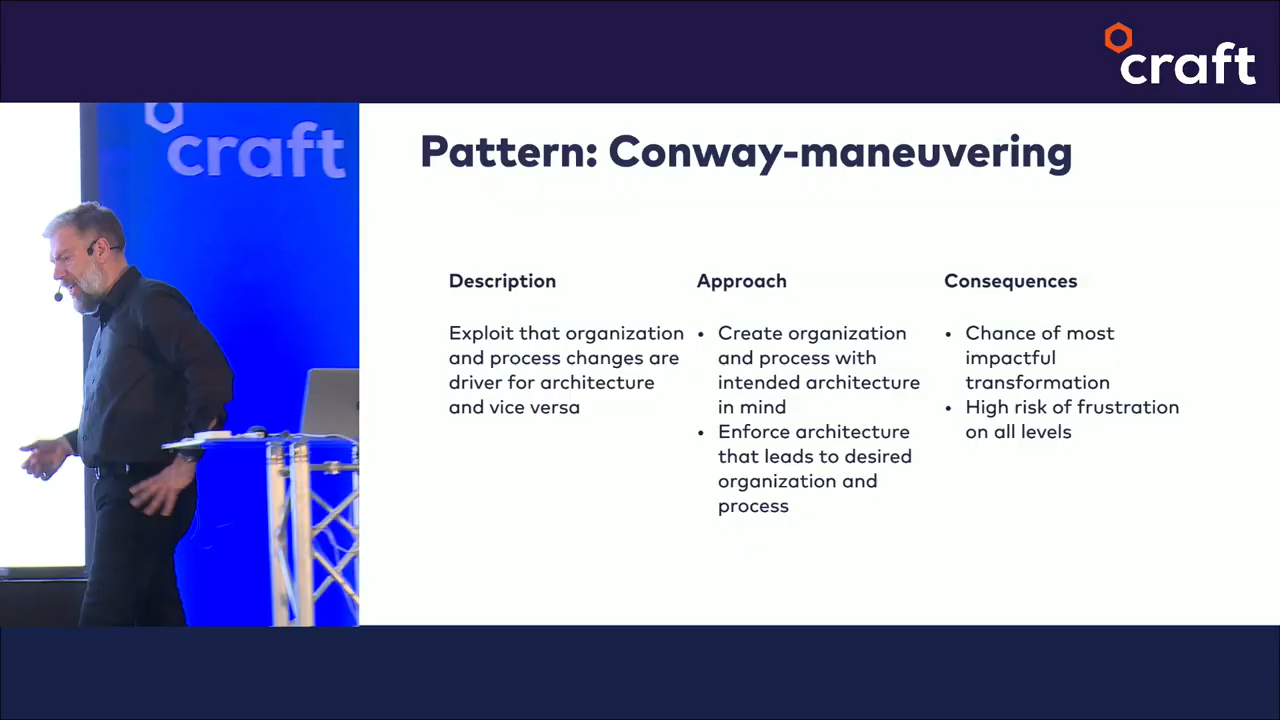 craft
craft
Pattern: Conway-maneuvering
Description
Exploit that organization
and process changes are
driver for architecture
and vice versa
Approach
• Create organization
and process with
intended architecture
in mind
• Enforce architecture
that leads to desired
organization and
process
Consequences
• Chance of most
impactful
transformation
• High risk of frustration
on all levels